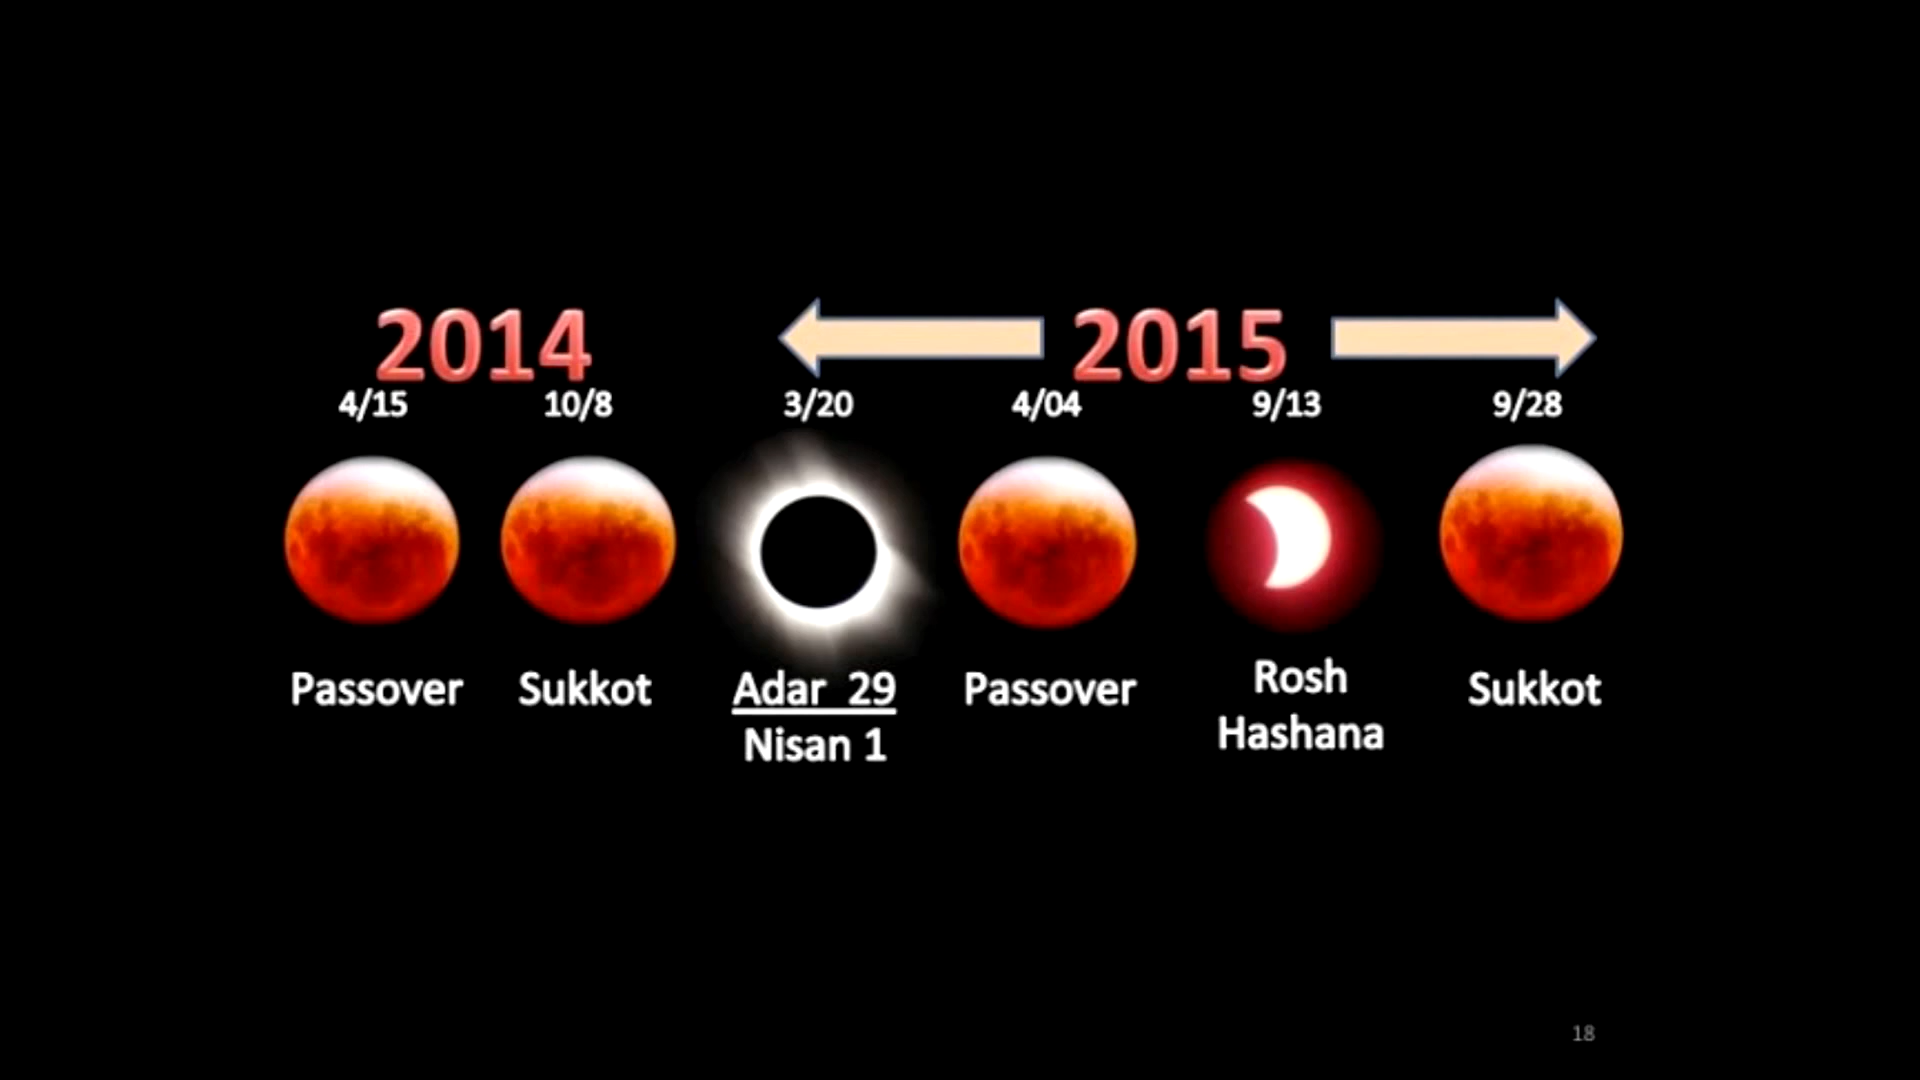 2014 2015
4/15 10/8 3/20 4/04 9/13 9/28
Passover Sukkot Adar 29 Passover Rosh Sukkot
Nisan 1 Hashana
18